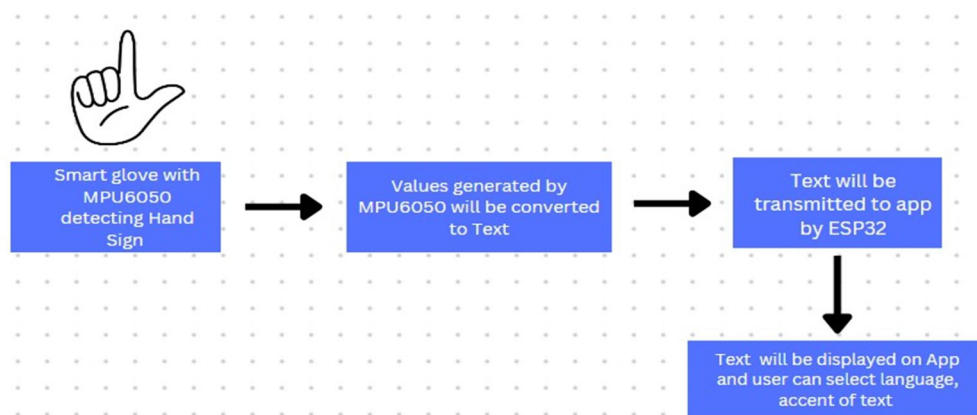 Smart glove with
MPU6050
detecting Hand
Sign
Values generated by
MPU6050 will be converted
to Text
Text will be
transmitted to app
by ESP32
Text will be displayed on App
and user can select language,
accent of text